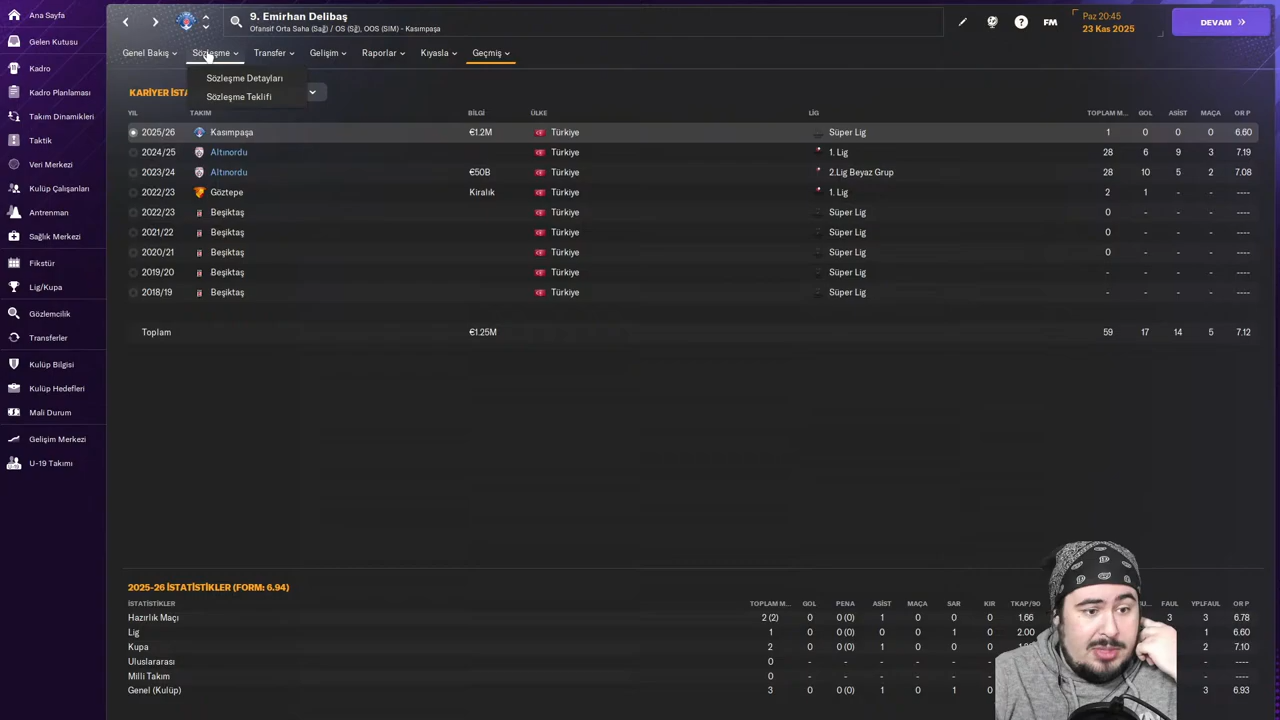 Ana Sayfa
Gelen Kutusu
Kadro
Kadro Planlaması
Takım Dinamikleri
Taktik
Veri Merkezi
Kulüp Çalışanları
Antrenman
Sağlık Merkezi
Fikstür
Lig/Kupa
Gözlemcilik
Transferler
Kulüp Bilgisi
Kulüp Hedefleri
Mali Durum
Gelişim Merkezi
U-19 Takımı
9. Emirhan Delibaş
Ofansif Orta Saha (Sağ) / OS (Sğ), OOS (SlM) - Kasımpaşa
FM
Paz 20:45
23 Kas 2025
DEVAM
Genel Bakış
Sözleşme
Transfer
Gelişim
Raporlar
Kıyasla
Geçmiş
Sözleşme Detayları
Sözleşme Teklifi
KARİYER İSTA
YIL TAKIM BİLGİ ÜLKE LİG TOPLAM M... GOL ASİST MAÇA OR P
2025/26 Kasımpaşa €1.2M Türkiye Süper Lig 1 0 0 0 6.60
2024/25 Altınordu Türkiye 1. Lig 28 6 9 3 7.19
2023/24 Altınordu €50B Türkiye 2.Lig Beyaz Grup 28 10 5 2 7.08
2022/23 Göztepe Kiralık Türkiye 1. Lig 2 1 - - ----
2022/23 Beşiktaş Türkiye Süper Lig 0 - - - ----
2021/22 Beşiktaş Türkiye Süper Lig 0 - - - ----
2020/21 Beşiktaş Türkiye Süper Lig 0 - - - ----
2019/20 Beşiktaş Türkiye Süper Lig - - - - ----
2018/19 Beşiktaş Türkiye Süper Lig - - - - ----
Toplam €1.25M 59 17 14 5 7.12
2025-26 İSTATİSTİKLER (FORM: 6.94)
İSTATİSTİKLER TOPLAM M... GOL PENA ASİST MAÇA SAR KIR TKAP/90 FAUL YPLFAUL OR P
Hazırlık Maçı 2 (2) 0 0 (0) 1 0 0 0 1.66 3 3 6.78
Lig 1 0 0 (0) 0 0 1 0 2.00 1 6.60
Kupa 2 0 0 (0) 1 0 0 0 2 7.10
Uluslararası 0 - - - - - - ----
Milli Takım 0 - - - - - - ----
Genel (Kulüp) 3 0 0 (0) 1 0 1 0 3 6.93